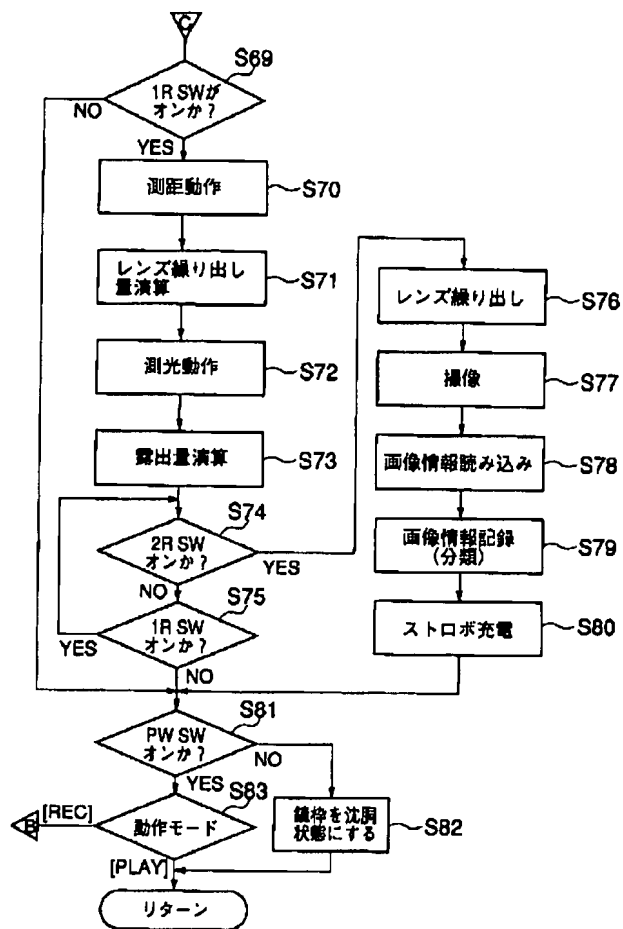 C
S69
1R SWが
オンか?
NO
YES
測距動作
S70
レンズ繰り出し
量演算
S71
測光動作
S72
露出量演算
S73
S74
2R SW
オンか?
YES
NO
S75
1R SW
オンか?
YES
NO
レンズ繰り出し
S76
撮像
S77
画像情報読み込み
S78
画像情報記録
(分類)
S79
ストロボ充電
S80
S81
PW SW
オンか?
NO
YES
S83
[REC]
B
動作モード
[PLAY]
鏡枠を沈胴
状態にする
S82
リターン